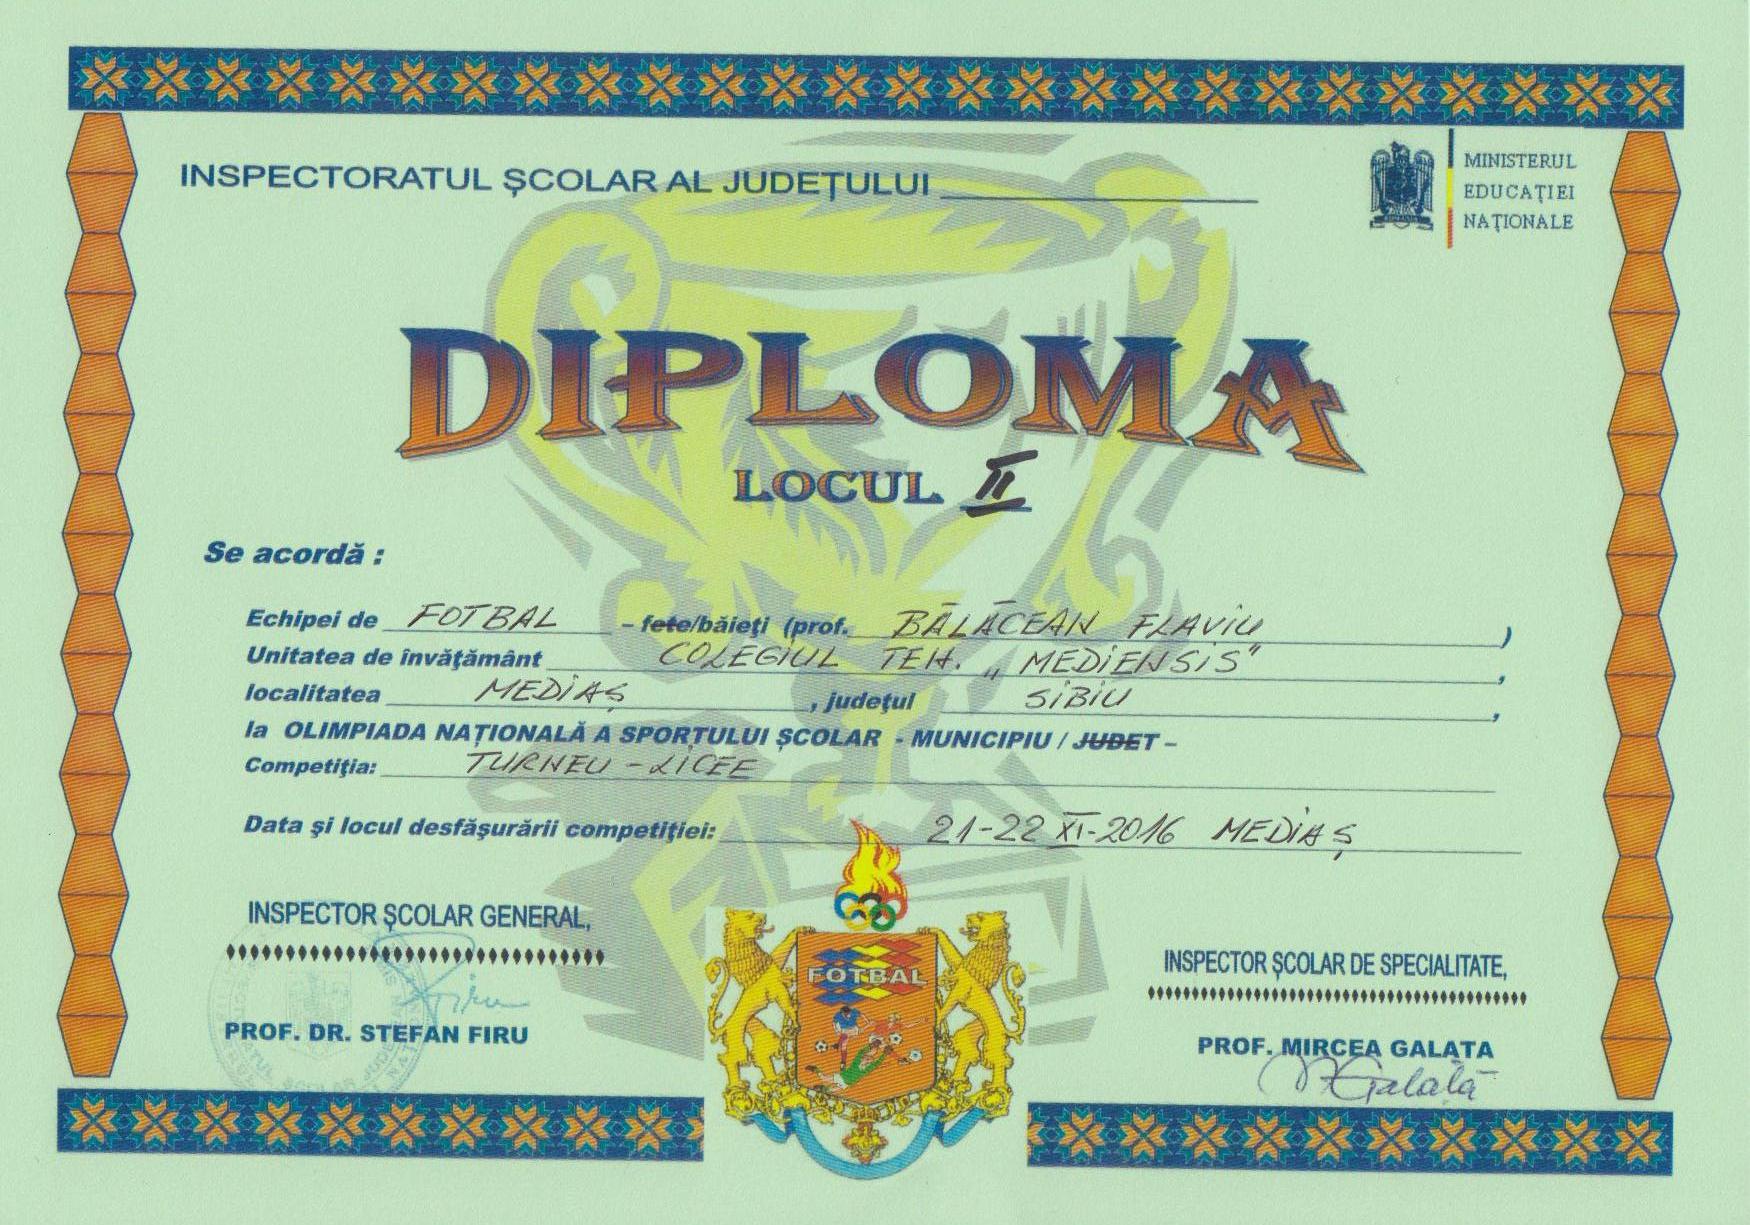 INSPECTORATUL ŞCOLAR AL JUDEŢULUI
MINISTERUL
EDUCAŢIEI
NAŢIONALE
DIPLOMA
LOCUL II
Se acordă :
Echipei de FOTBAL - fete/băieţi (prof. BĂLĂCEAN FLAVIU )
Unitatea de învăţământ COLEGIUL TEH. „MEDIENSIS" ,
localitatea MEDIAŞ , judeţul SIBIU ,
la OLIMPIADA NAŢIONALĂ A SPORTULUI ŞCOLAR - MUNICIPIU / JUDET –
Competiţia: TURNEU - LICEE
Data şi locul desfăşurării competiţiei: 21-22 XI-2016 MEDIAŞ
INSPECTOR ŞCOLAR GENERAL,
PROF. DR. STEFAN FIRU
FOTBAL
INSPECTOR ŞCOLAR DE SPECIALITATE,
PROF. MIRCEA GALATA
Galată